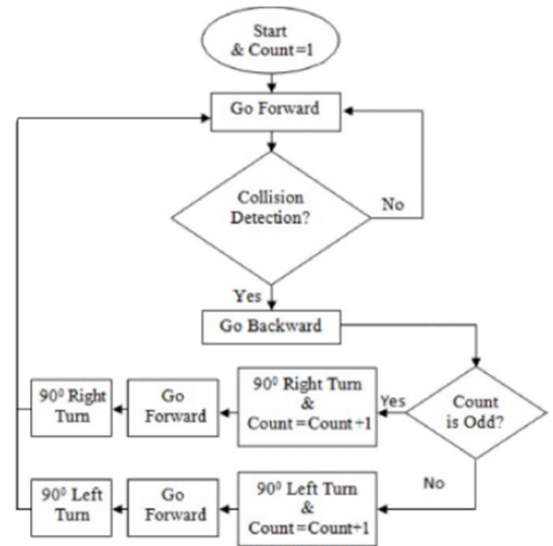 Start
& Count=1
Go Forward
Collision
Detection?
No
Yes
Go Backward
90⁰ Right
Turn
Go
Forward
90⁰ Right Turn
&
Count=Count+1
Yes
Count
is Odd?
90⁰ Left
Turn
Go
Forward
90⁰ Left Turn
&
Count=Count+1
No